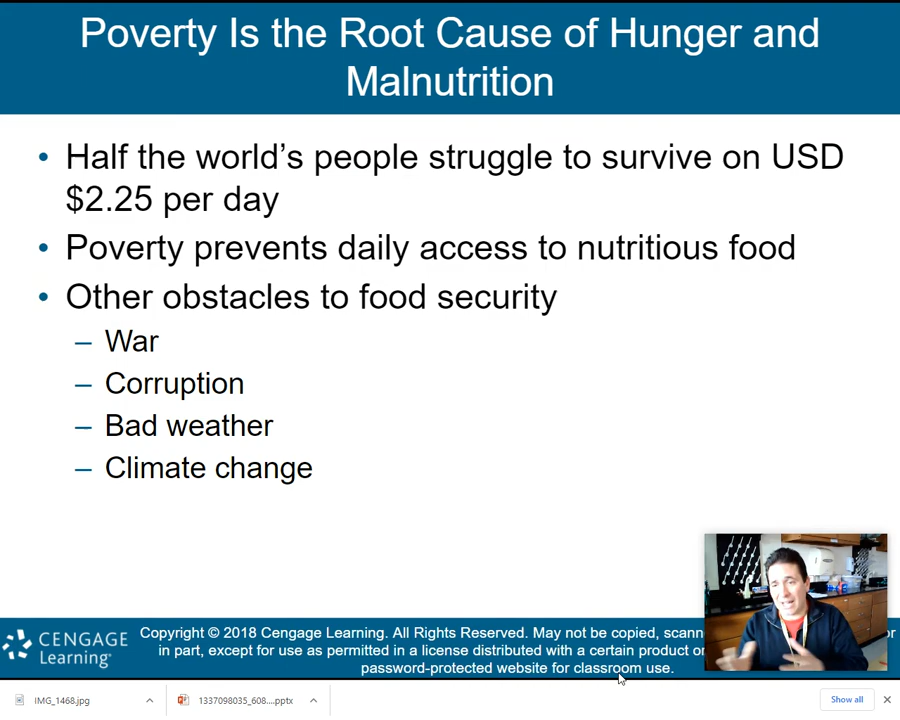 Poverty Is the Root Cause of Hunger and
Malnutrition
• Half the world’s people struggle to survive on USD
$2.25 per day
• Poverty prevents daily access to nutritious food
• Other obstacles to food security
– War
– Corruption
– Bad weather
– Climate change
CENGAGE
Learning
Copyright © 2018 Cengage Learning. All Rights Reserved. May not be copied, scann
or
in part, except for use as permitted in a license distributed with a certain product or
password-protected website for classroom use.
IMG_1468.jpg
1337098035_608....pptx
Show all